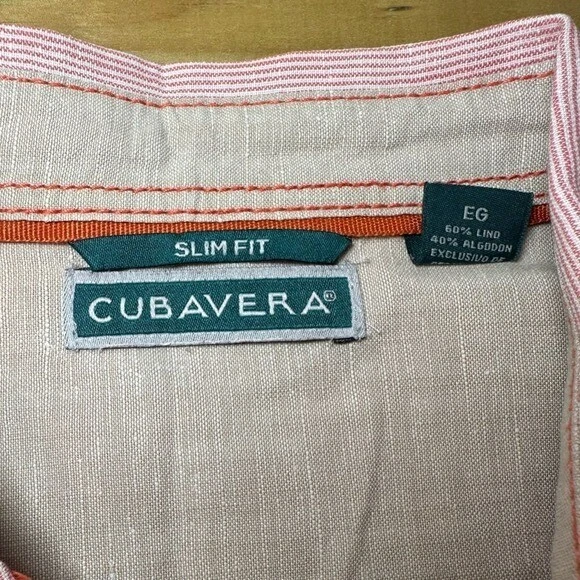 SLIM FIT
CUBAVERA®
EG
60% LINO
40% ALGODON
EXCLUSIVO DE